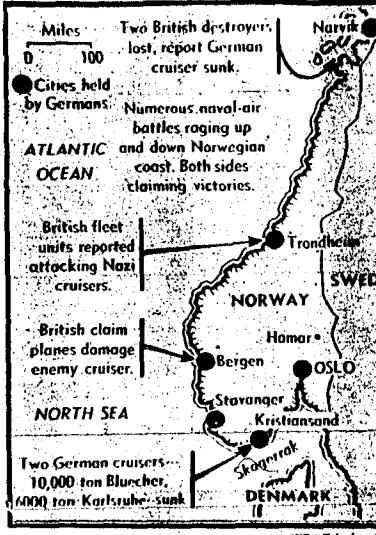 Miles
0 100
Cities held
by Germans
Two British destroyers
lost, report German
cruiser sunk.
Narvik
Numerous naval-air
battles raging up
and down Norwegian
coast. Both sides
claiming victories.
ATLANTIC
OCEAN
British fleet
units reported
attacking Nazi
cruisers.
Trondheim
SWED
NORWAY
British claim
planes damage
enemy cruiser.
Hamar
Bergen
OSLO
NORTH SEA
Stavanger
Kristiansand
Skagerrak
Two German cruisers--
10,000 ton Bluecher,
6000 ton Karlsruhe--sunk
DENMARK